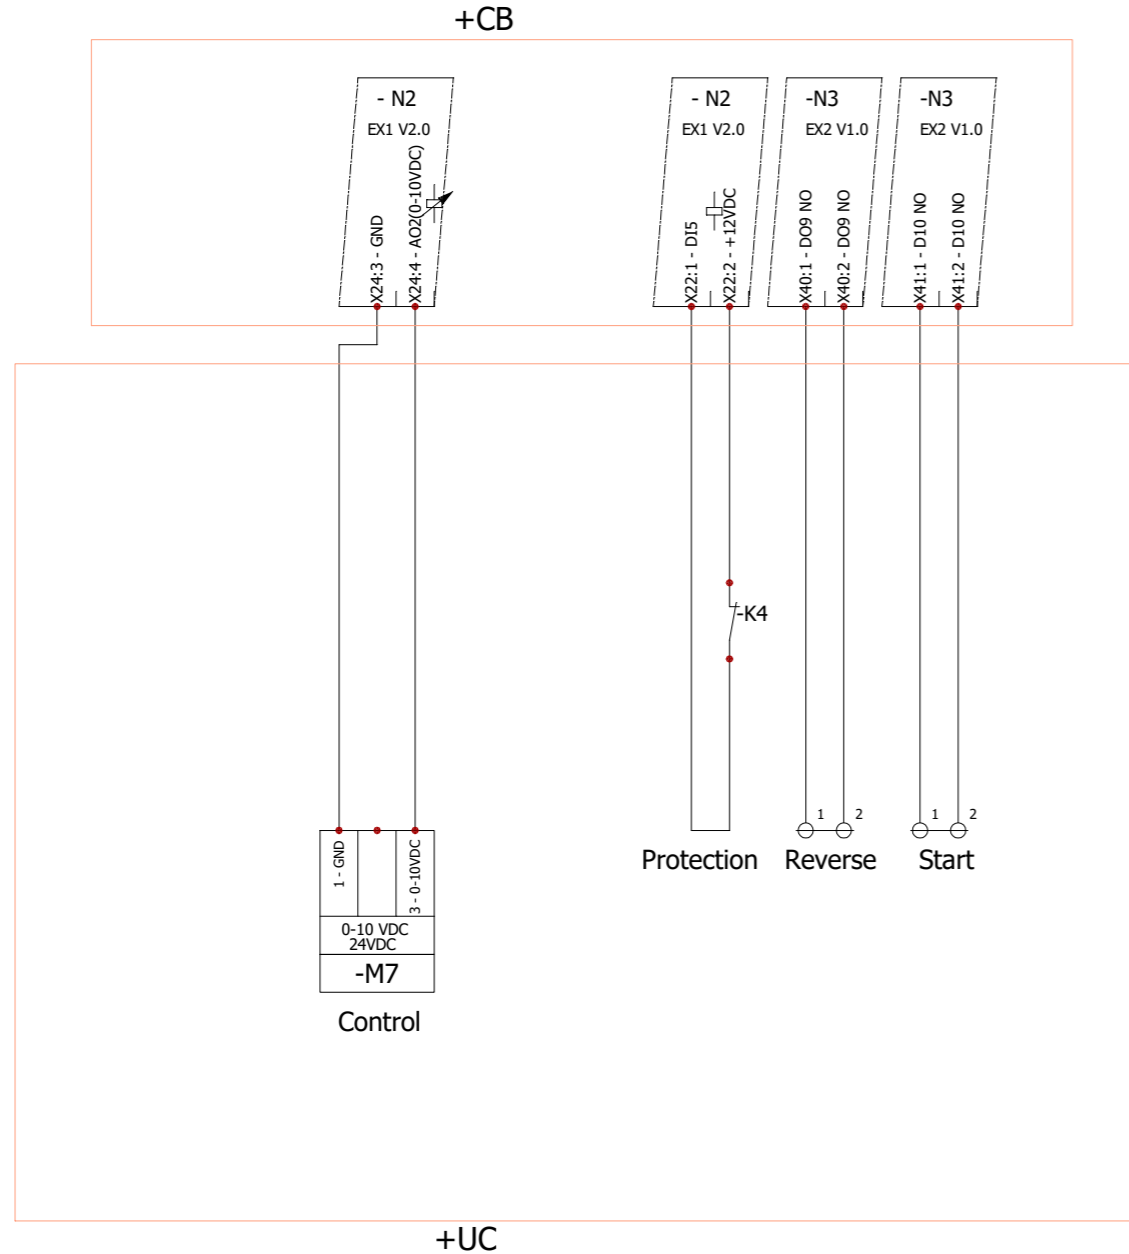 +CB
- N2
EX1 V2.0
X24:3 - GND
X24:4 - AO2(0-10VDC)
- N2
EX1 V2.0
X22:1 - DI5
X22:2 - +12VDC
-N3
EX2 V1.0
X40:1 - DO9 NO
X40:2 - DO9 NO
-N3
EX2 V1.0
X41:1 - D10 NO
X41:2 - D10 NO
-K4
1 - GND
3 - 0-10VDC
0-10 VDC
24VDC
-M7
Control
Protection
1
2
Reverse
1
2
Start
+UC